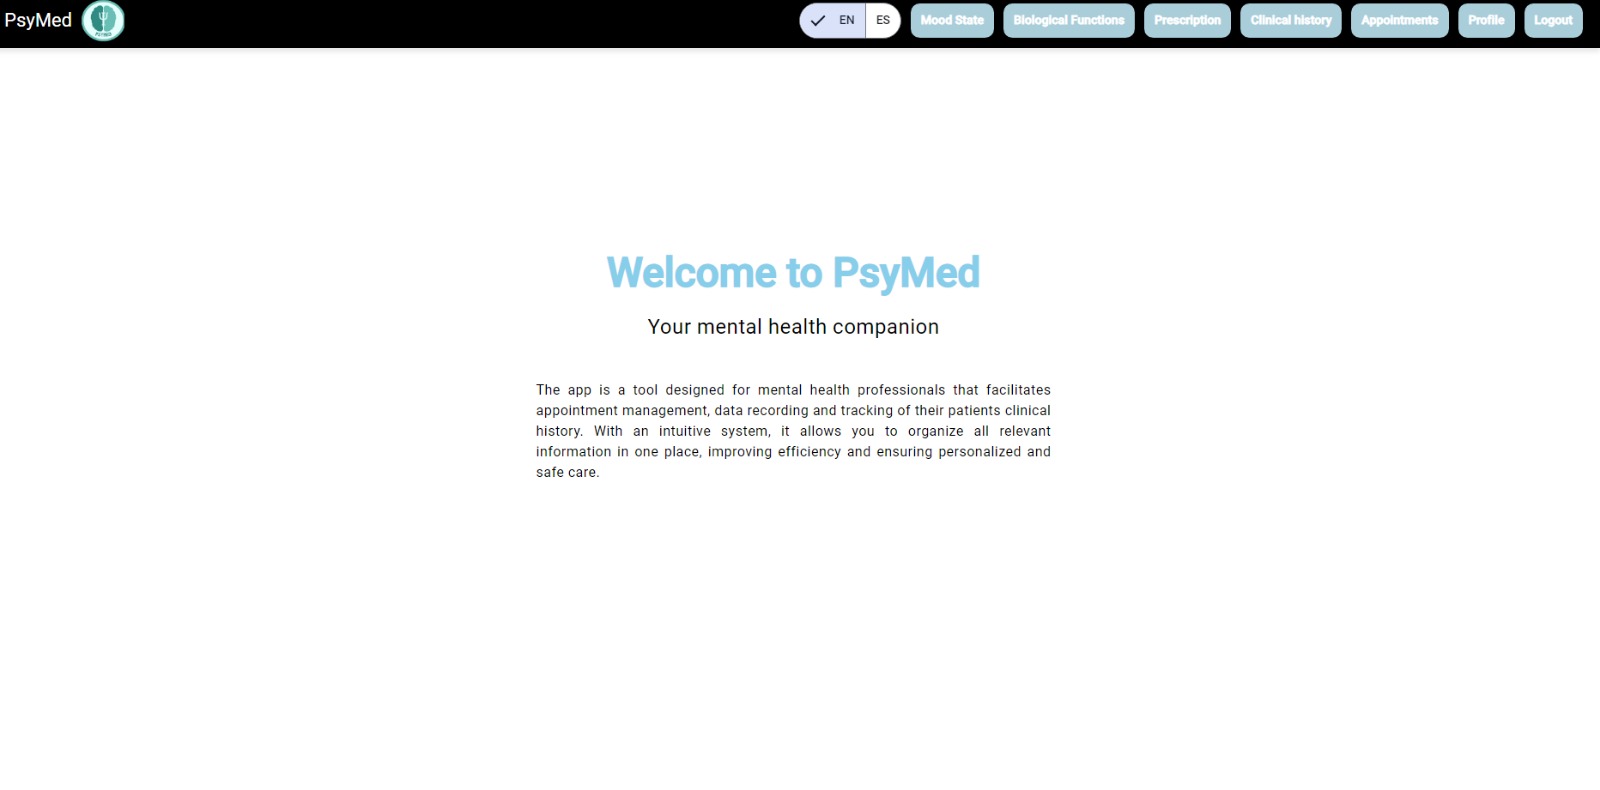 PsyMed
PSYMED
EN
ES
Mood State
Biological Functions
Prescription
Clinical history
Appointments
Profile
Logout
Welcome to PsyMed
Your mental health companion
The app is a tool designed for mental health professionals that facilitates
appointment management, data recording and tracking of their patients clinical
history. With an intuitive system, it allows you to organize all relevant
information in one place, improving efficiency and ensuring personalized and
safe care.